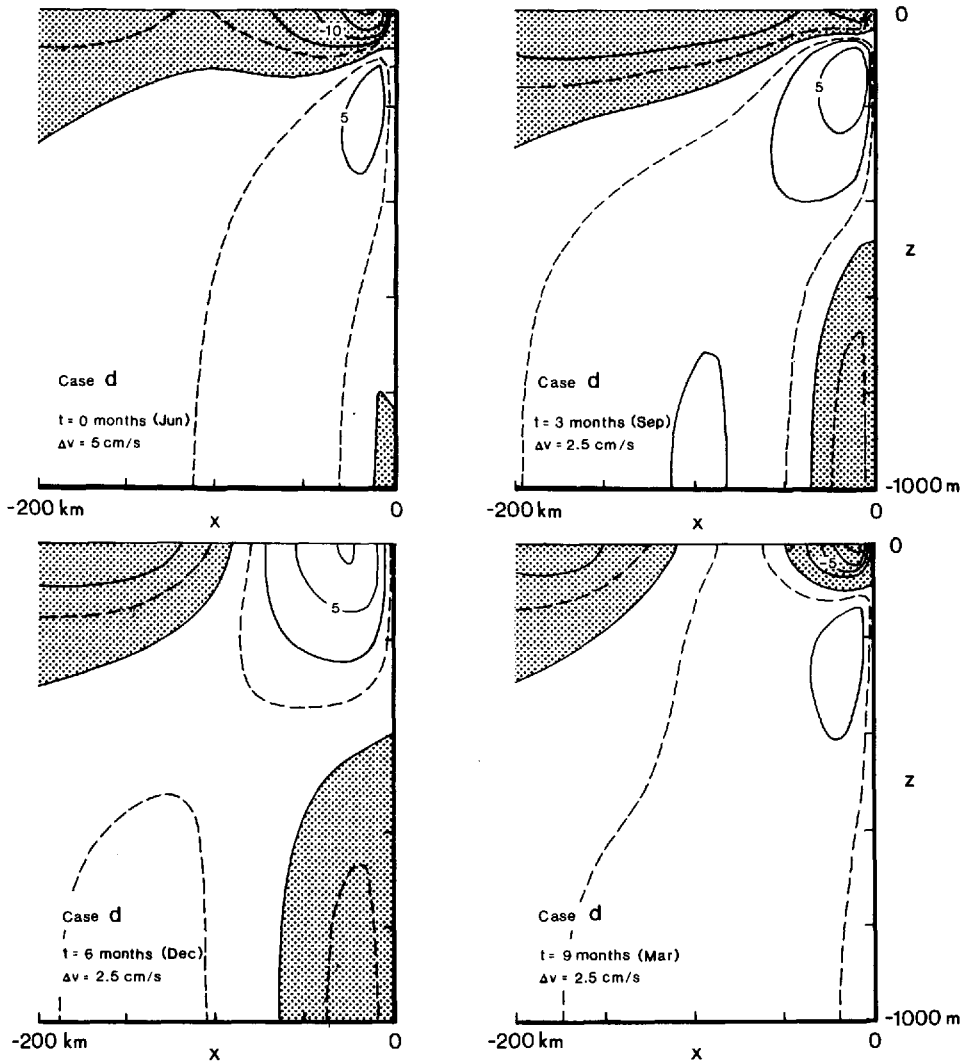 10
5
Case d
t = 0 months (Jun)
Δv = 5 cm/s
-200 km
x
0
0
5
z
Case d
t = 3 months (Sep)
Δv = 2.5 cm/s
-1000 m
-200 km
x
0
5
Case d
t = 6 months (Dec)
Δv = 2.5 cm/s
-200 km
x
0
0
5
z
Case d
t = 9 months (Mar)
Δv = 2.5 cm/s
-1000 m
-200 km
x
0